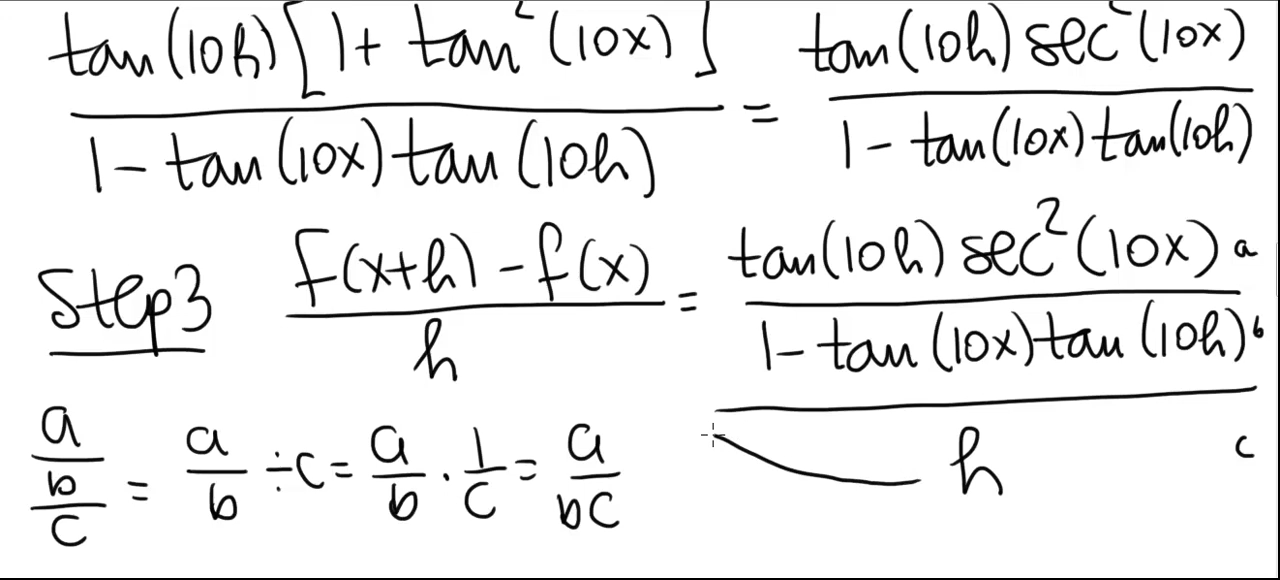 tan(10h)[1+ tan²(10x)] / 1 - tan(10x)tan(10h) = tan(10h) sec²(10x) / 1 - tan(10x)tan(10h)
Step3 f(x+h) - f(x) / h = tan(10h) sec²(10x) a / 1 - tan(10x)tan(10h) b / h c
a / b / c = a / b ÷ c = a / b · 1 / c = a / bc